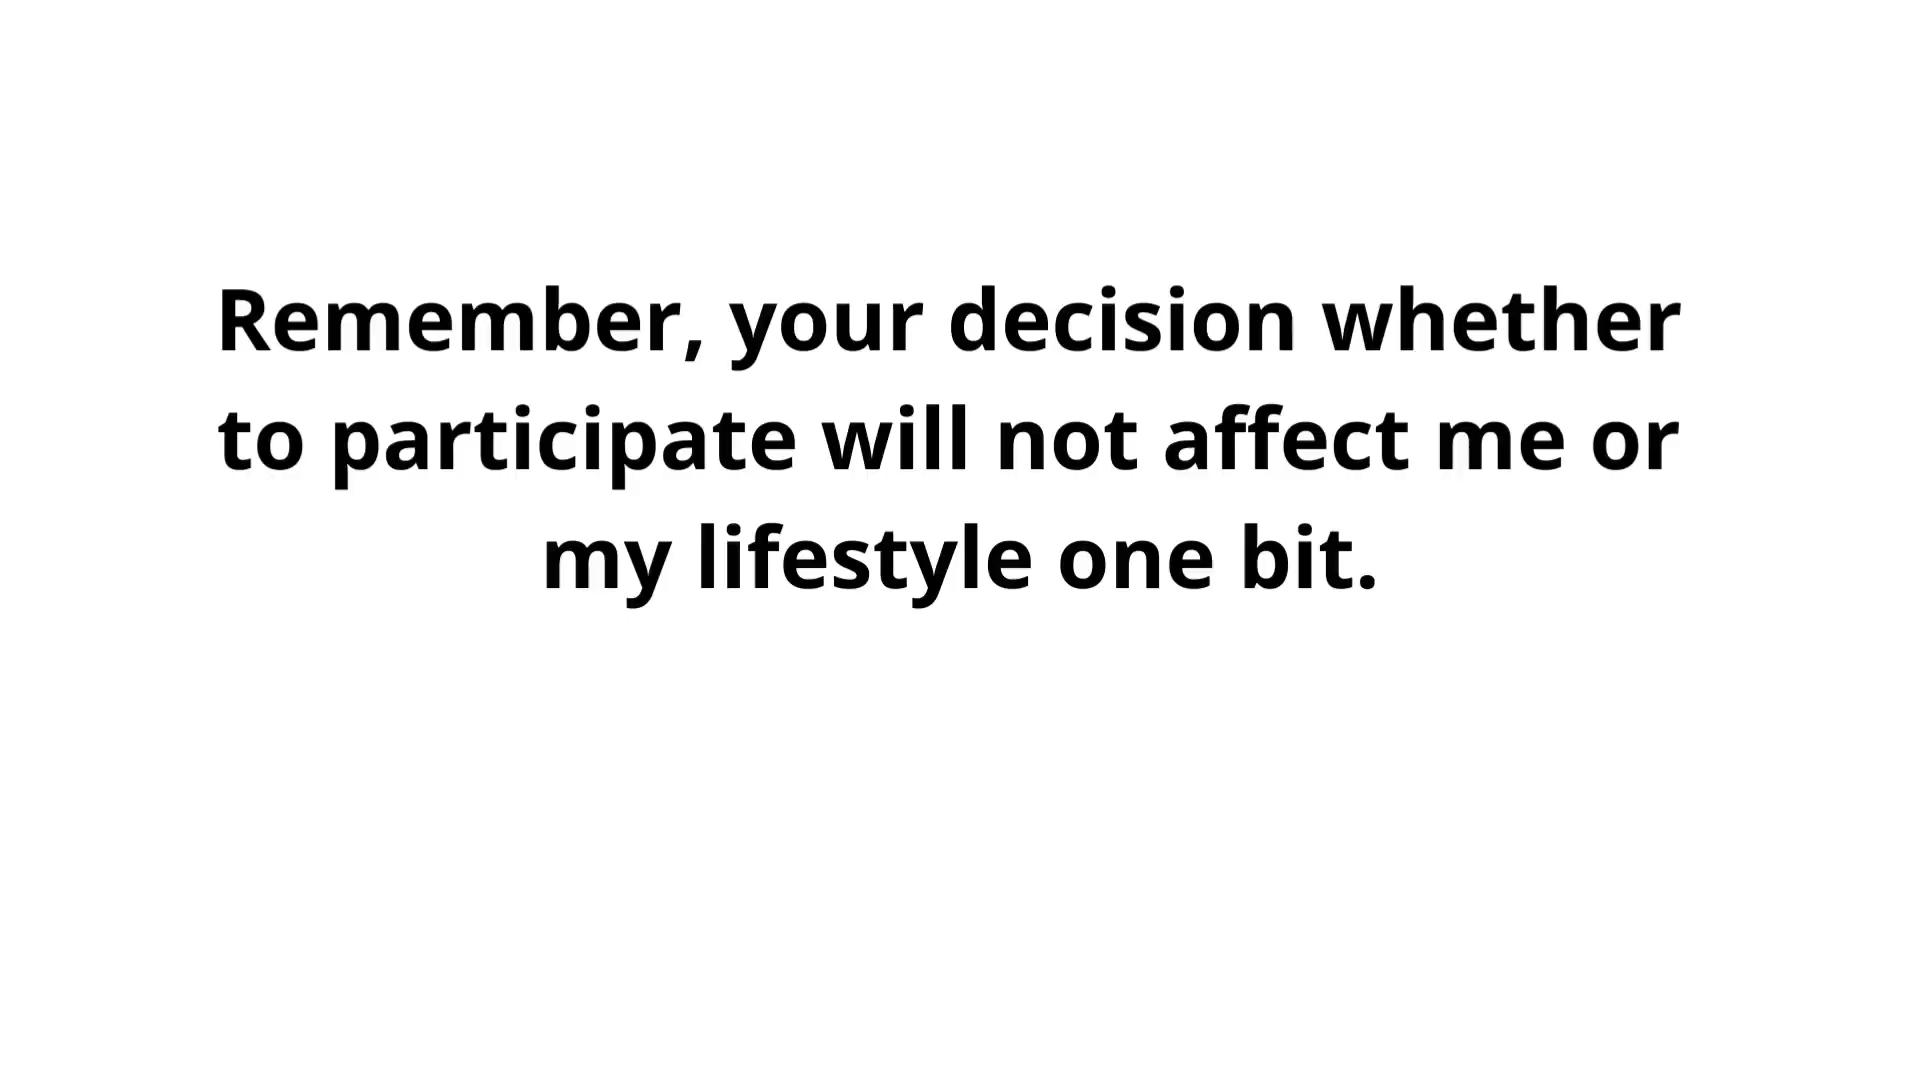 Remember, your decision whether
to participate will not affect me or
my lifestyle one bit.